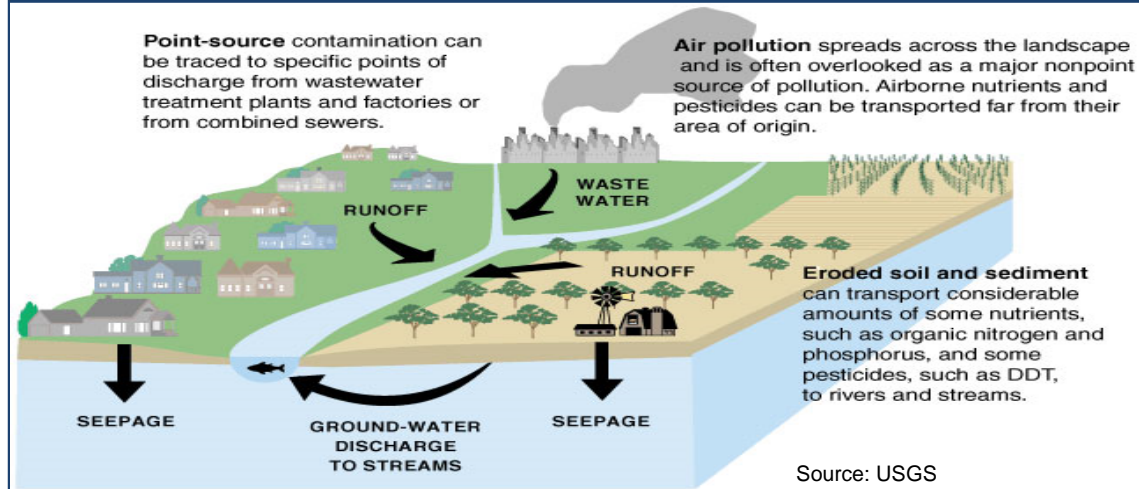 Point-source contamination can
be traced to specific points of
discharge from wastewater
treatment plants and factories or
from combined sewers.
Air pollution spreads across the landscape
and is often overlooked as a major nonpoint
source of pollution. Airborne nutrients and
pesticides can be transported far from their
area of origin.
WASTE
WATER
RUNOFF
RUNOFF
Eroded soil and sediment
can transport considerable
amounts of some nutrients,
such as organic nitrogen and
phosphorus, and some
pesticides, such as DDT,
to rivers and streams.
SEEPAGE
GROUND-WATER
DISCHARGE
TO STREAMS
SEEPAGE
Source: USGS